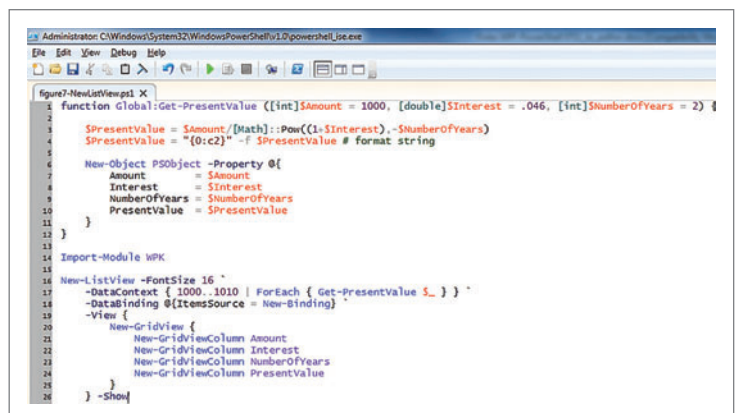 Administrator: C:\Windows\System32\WindowsPowerShell\v1.0\powershell_ise.exe
File Edit View Debug Help
figure7-NewListView.ps1 X
1 function Global:Get-PresentValue ([int]$Amount = 1000, [double]$Interest = .046, [int]$NumberOfYears = 2) {
2
3 $PresentValue = $Amount/[Math]::Pow((1+$Interest),-$NumberOfYears)
4 $PresentValue = "{0:c2}" -f $PresentValue # format string
5
6 New-Object PSObject -Property @{
7 Amount = $Amount
8 Interest = $Interest
9 NumberOfYears = $NumberOfYears
10 PresentValue = $PresentValue
11 }
12 }
13
14 Import-Module WPK
15
16 New-ListView -FontSize 16 `
17 -DataContext { 1000..1010 | ForEach { Get-PresentValue $_ } } `
18 -DataBinding @{ItemsSource = New-Binding} `
19 -View {
20 New-GridView {
21 New-GridViewColumn Amount
22 New-GridViewColumn Interest
23 New-GridViewColumn NumberOfYears
24 New-GridViewColumn PresentValue
25 }
26 } -Show